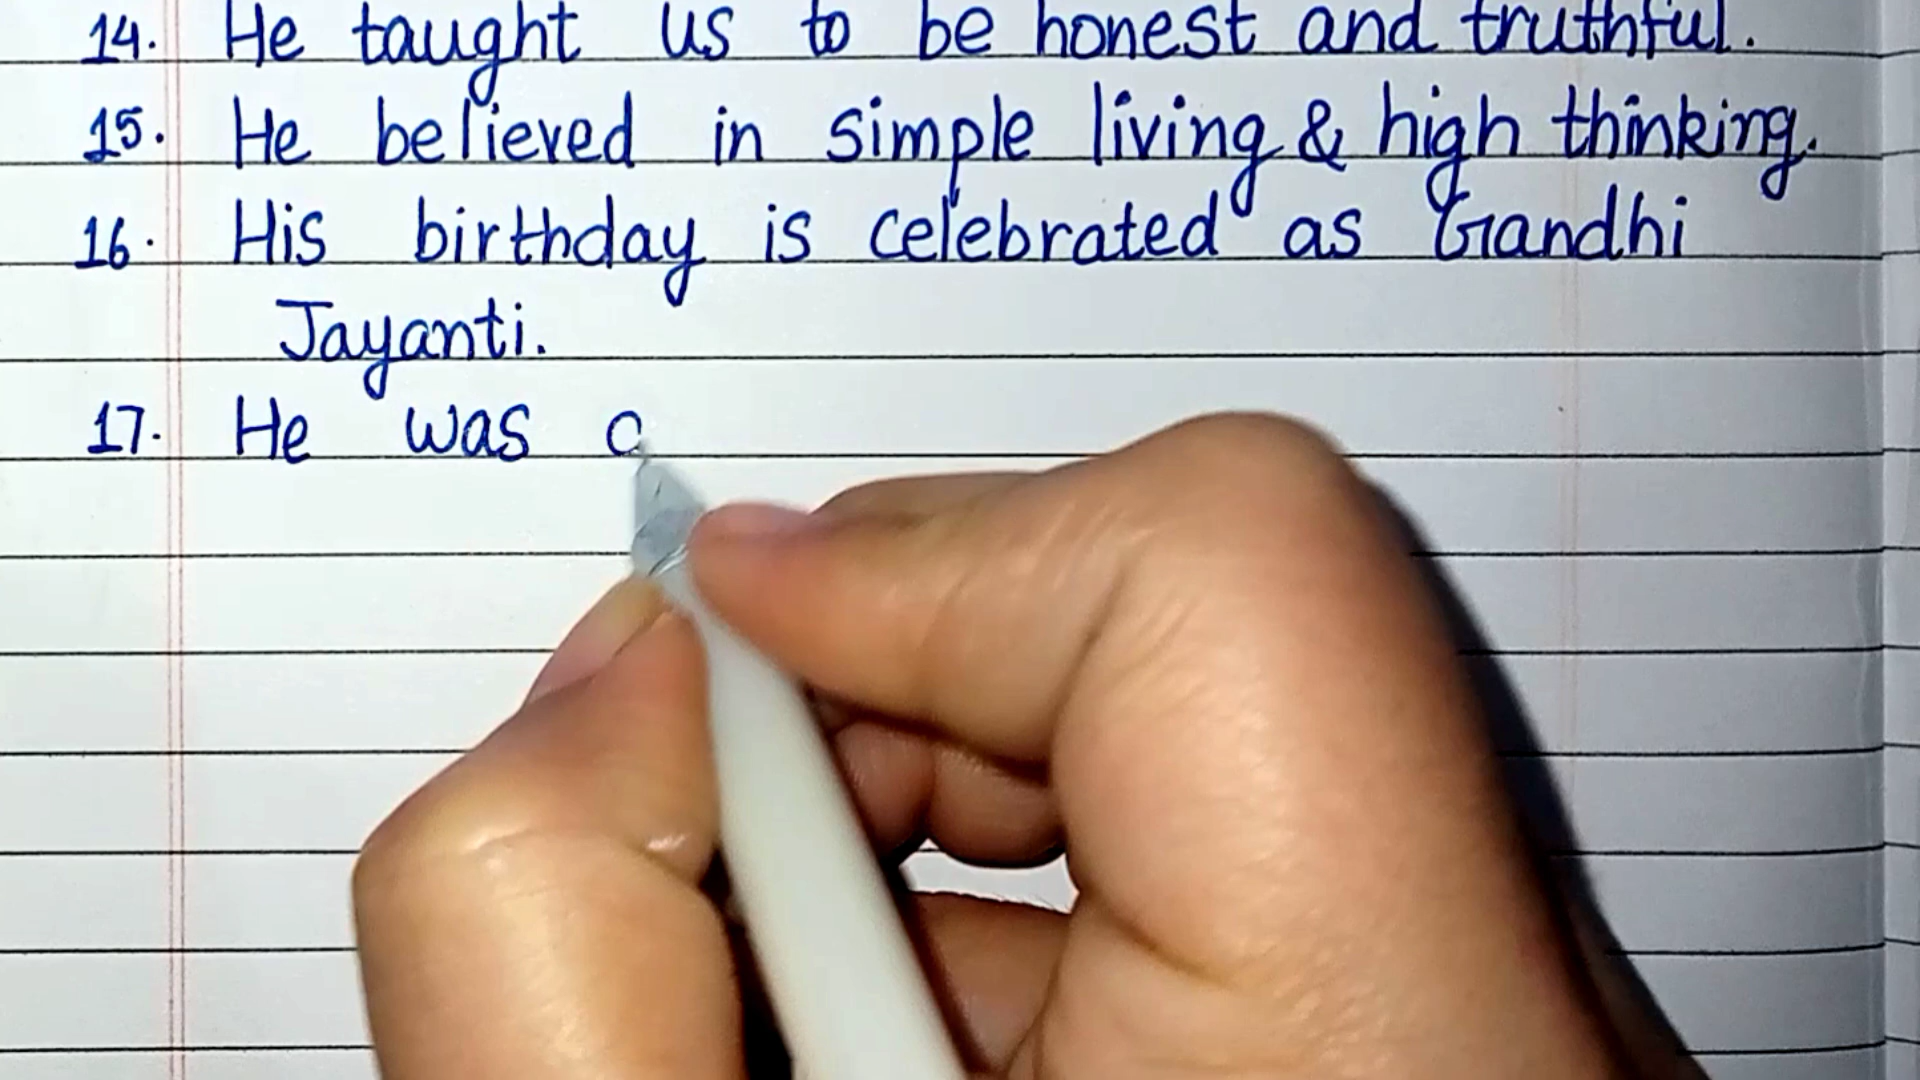 14. He taught us to be honest and truthful.
15. He believed in simple living & high thinking.
16. His birthday is celebrated as Gandhi
Jayanti.
17. He was a